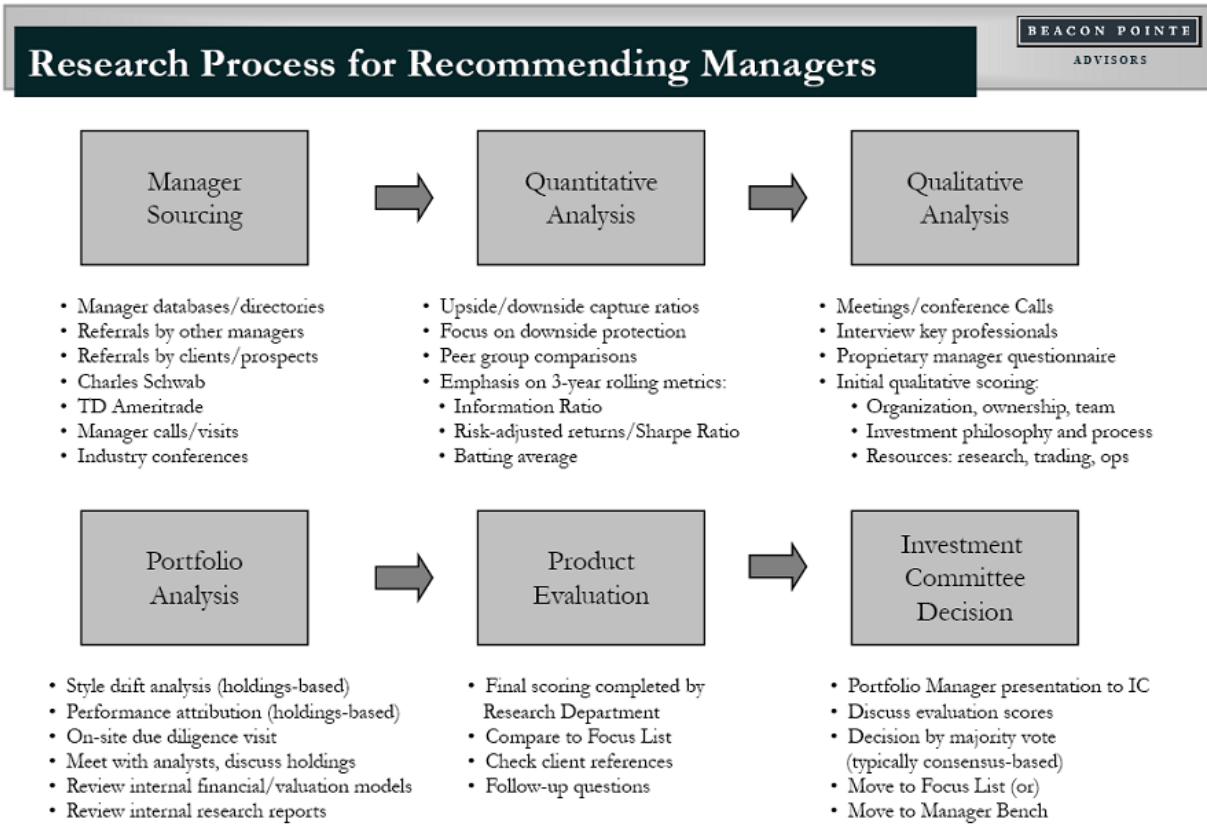 BEACON POINTE
ADVISORS
Research Process for Recommending Managers
Manager
Sourcing
Quantitative
Analysis
Qualitative
Analysis
• Manager databases/directories
• Referrals by other managers
• Referrals by clients/prospects
• Charles Schwab
• TD Ameritrade
• Manager calls/visits
• Industry conferences
• Upside/downside capture ratios
• Focus on downside protection
• Peer group comparisons
• Emphasis on 3-year rolling metrics:
• Information Ratio
• Risk-adjusted returns/Sharpe Ratio
• Batting average
• Meetings/conference Calls
• Interview key professionals
• Proprietary manager questionnaire
• Initial qualitative scoring:
• Organization, ownership, team
• Investment philosophy and process
• Resources: research, trading, ops
Portfolio
Analysis
Product
Evaluation
Investment
Committee
Decision
• Style drift analysis (holdings-based)
• Performance attribution (holdings-based)
• On-site due diligence visit
• Meet with analysts, discuss holdings
• Review internal financial/valuation models
• Review internal research reports
• Final scoring completed by
Research Department
• Compare to Focus List
• Check client references
• Follow-up questions
• Portfolio Manager presentation to IC
• Discuss evaluation scores
• Decision by majority vote
(typically consensus-based)
• Move to Focus List (or)
• Move to Manager Bench